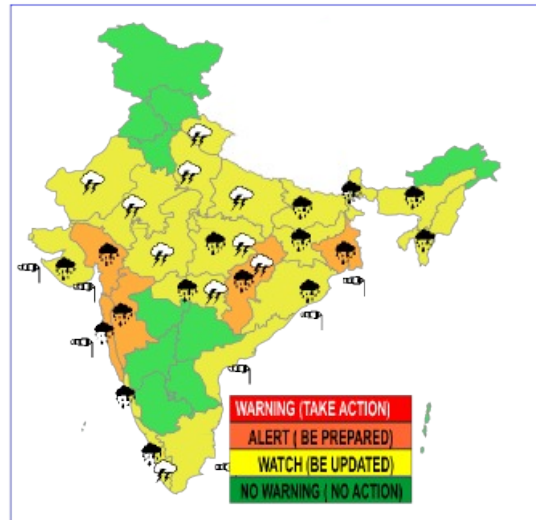 WARNING (TAKE ACTION)
ALERT ( BE PREPARED)
WATCH (BE UPDATED)
NO WARNING ( NO ACTION)